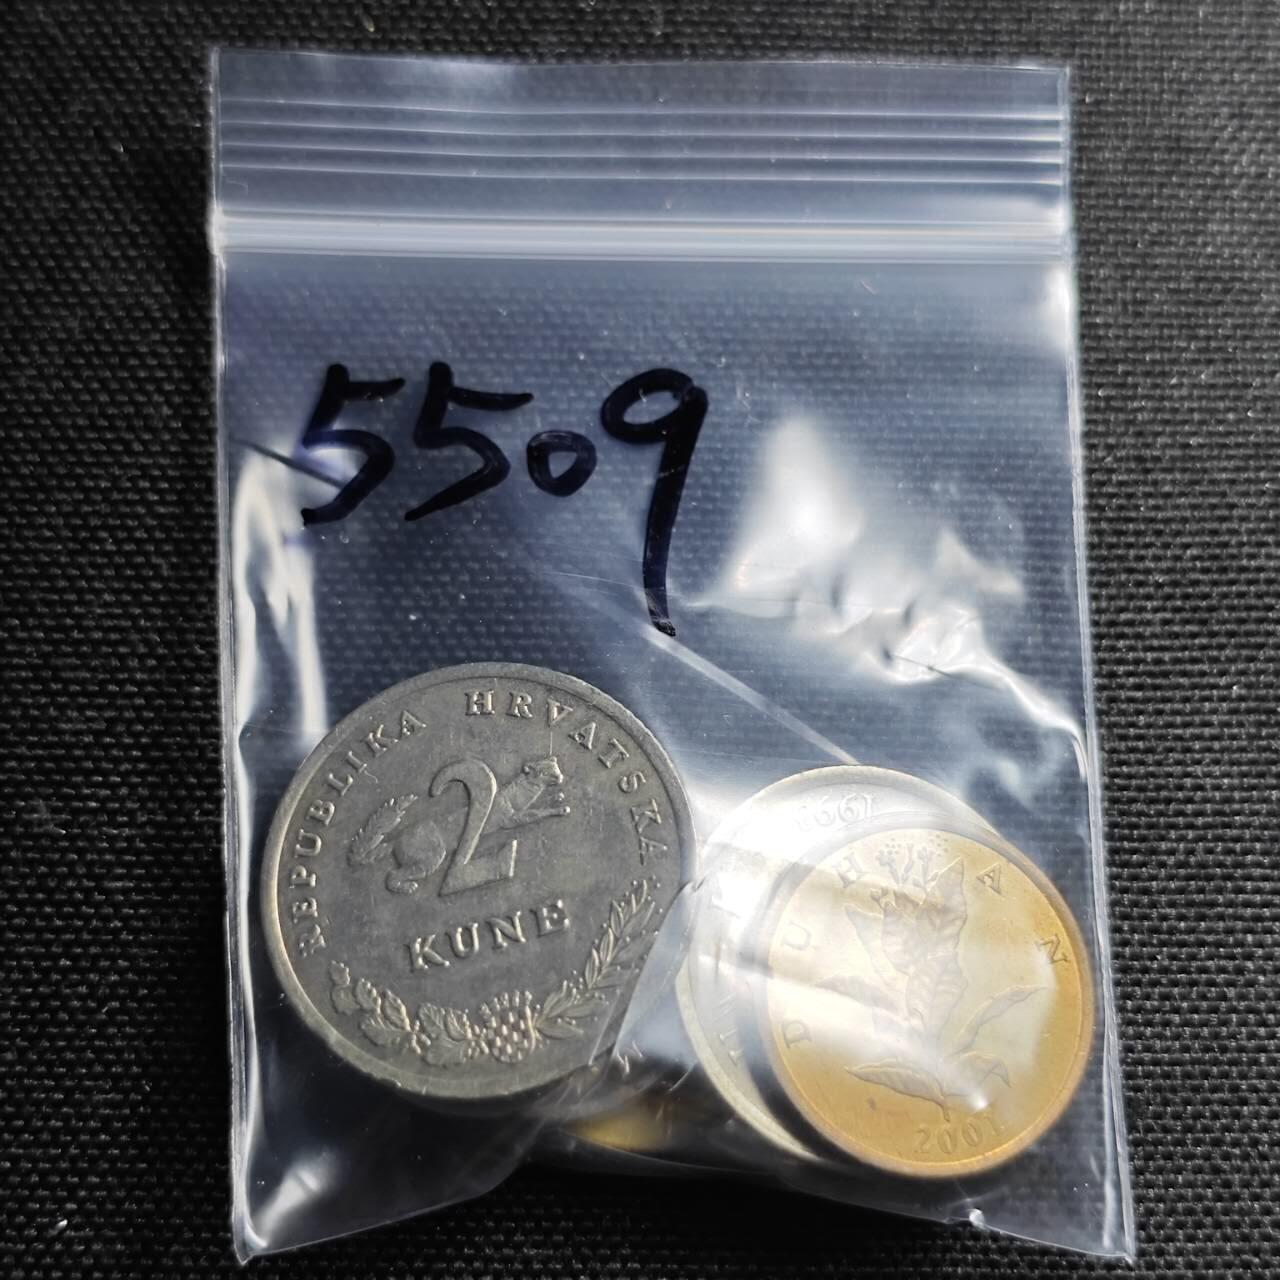 5509
REPUBLIKA HRVATSKA
2
KUNE
1993
DUHAN
2001